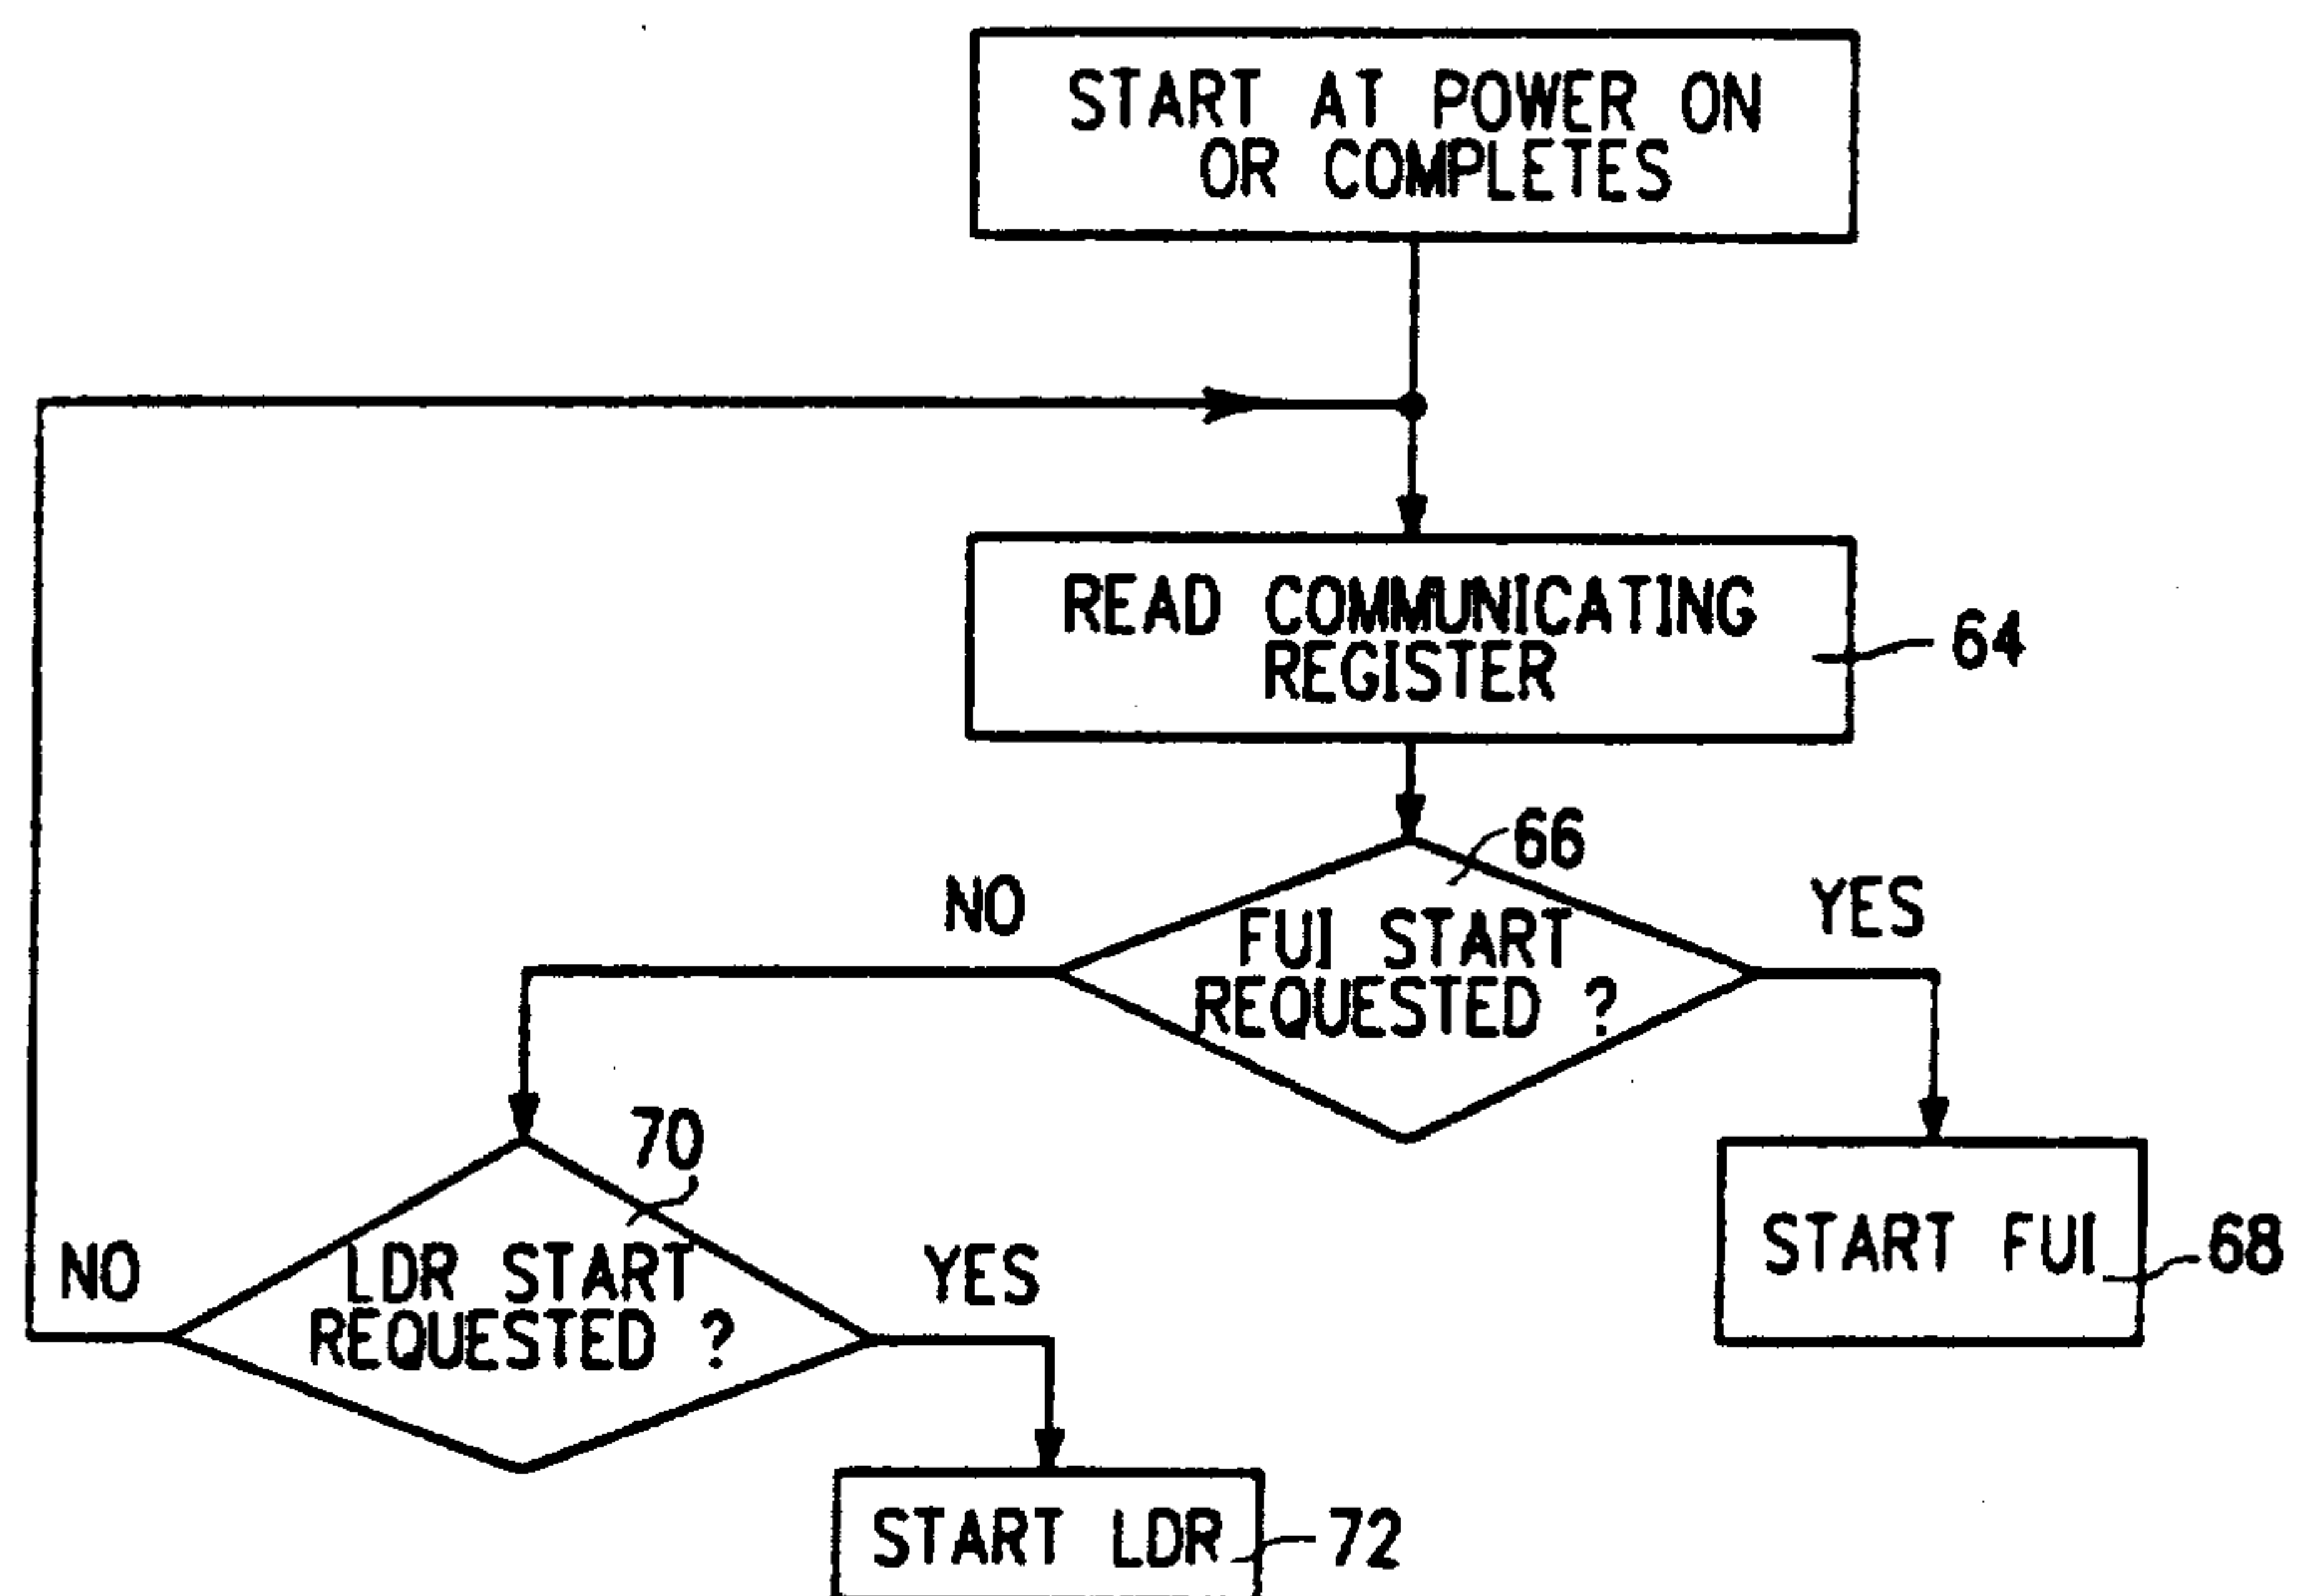 START AT POWER ON
OR COMPLETES
READ COMMUNICATING
REGISTER
64
66
NO
YES
FUI START
REQUESTED ?
70
NO
LDR START
REQUESTED ?
YES
START FUI
68
START LDR
72